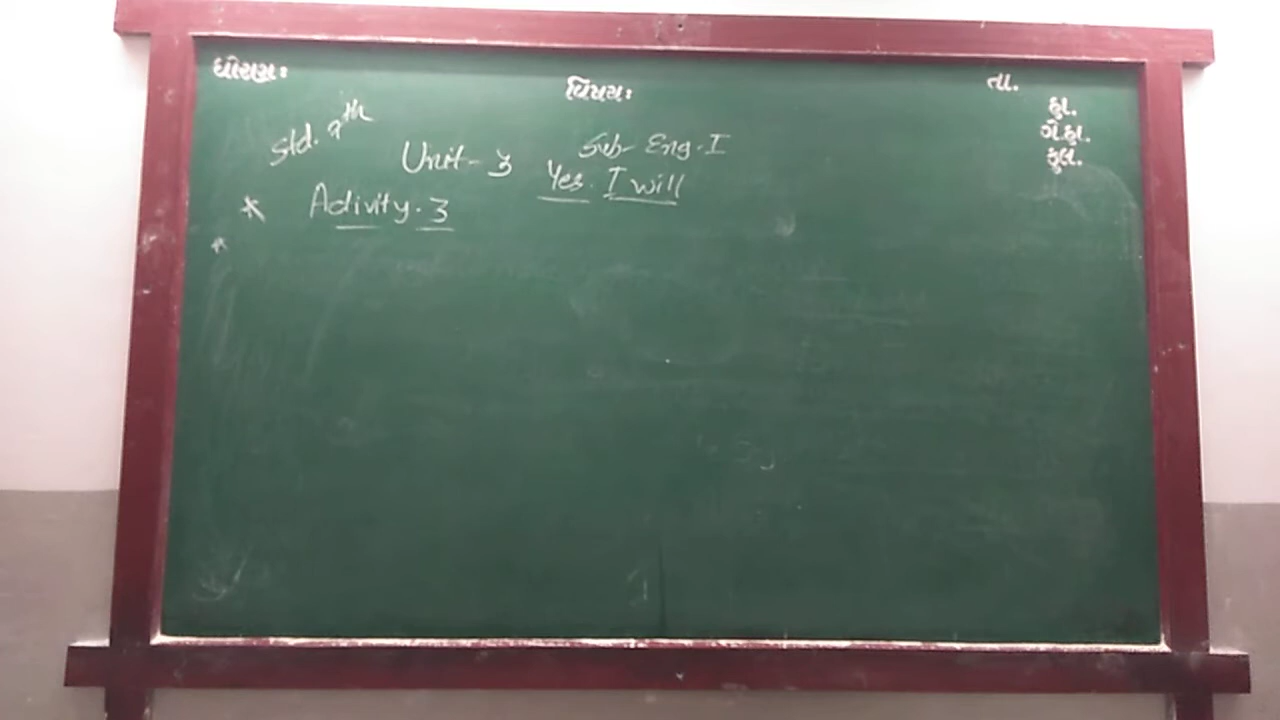 ધોરણઃ
વિષયઃ
તા.
હા.
ગે.હા.
કુલ.
Std. 9th
Sub- Eng. I
Unit- 3 Yes. I will
* Activity. 3
*